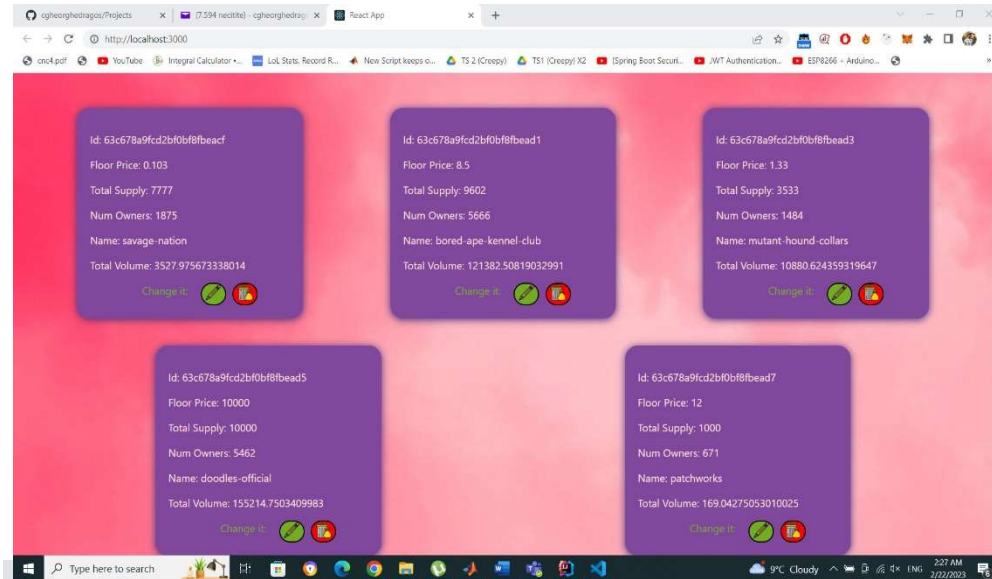 cgheorghedragos/Projects
(7.594 necitite) - cgheorghedrag
React App
http://localhost:3000
cnc4.pdf
YouTube
Integral Calculator •...
LoL Stats, Record R...
New Script keeps o...
TS 2 (Creepy)
TS1 (Creepy) X2
(Spring Boot Securi...
JWT Authentication...
ESP8266 - Arduino...
Id: 63c678a9fcd2bf0bf8fbeacf
Floor Price: 0.103
Total Supply: 7777
Num Owners: 1875
Name: savage-nation
Total Volume: 3527.975673338014
Change it:
Id: 63c678a9fcd2bf0bf8fbead1
Floor Price: 8.5
Total Supply: 9602
Num Owners: 5666
Name: bored-ape-kennel-club
Total Volume: 121382.50819032991
Change it:
Id: 63c678a9fcd2bf0bf8fbead3
Floor Price: 1.33
Total Supply: 3533
Num Owners: 1484
Name: mutant-hound-collars
Total Volume: 10880.624359319647
Change it:
Id: 63c678a9fcd2bf0bf8fbead5
Floor Price: 10000
Total Supply: 10000
Num Owners: 5462
Name: doodles-official
Total Volume: 155214.7503409983
Change it:
Id: 63c678a9fcd2bf0bf8fbead7
Floor Price: 12
Total Supply: 1000
Num Owners: 671
Name: patchworks
Total Volume: 169.04275053010025
Change it:
Type here to search
9°C Cloudy
ENG
2:27 AM
2/22/2023